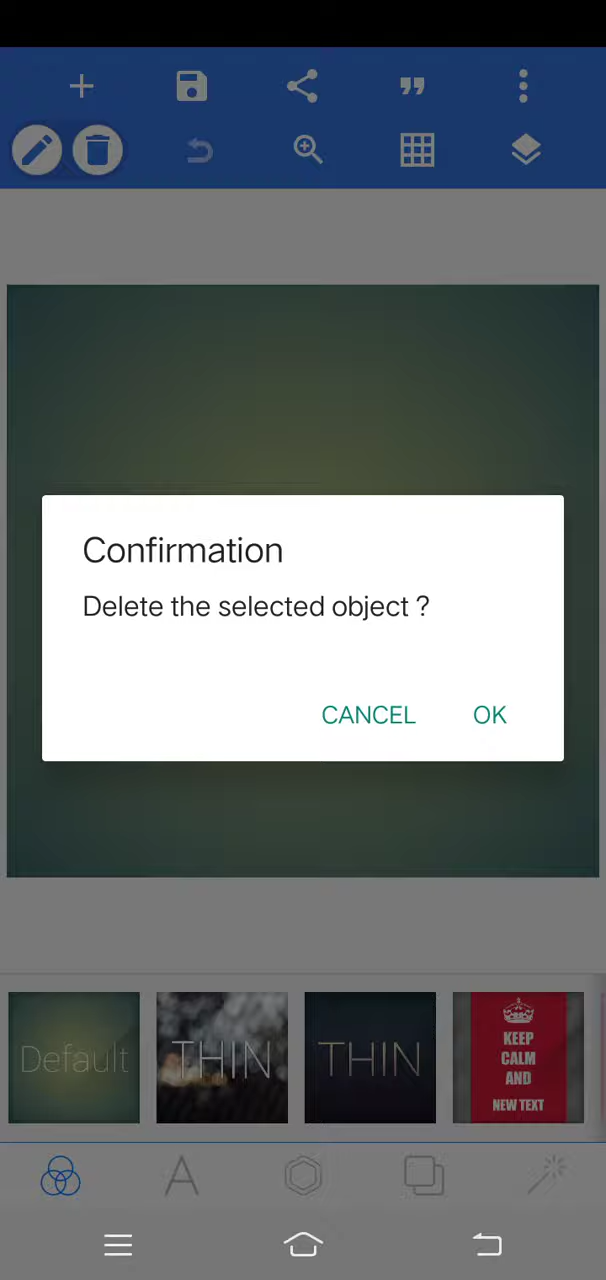 Confirmation
Delete the selected object ?
CANCEL OK
Default
THIN
THIN
KEEP
CALM
AND
NEW TEXT